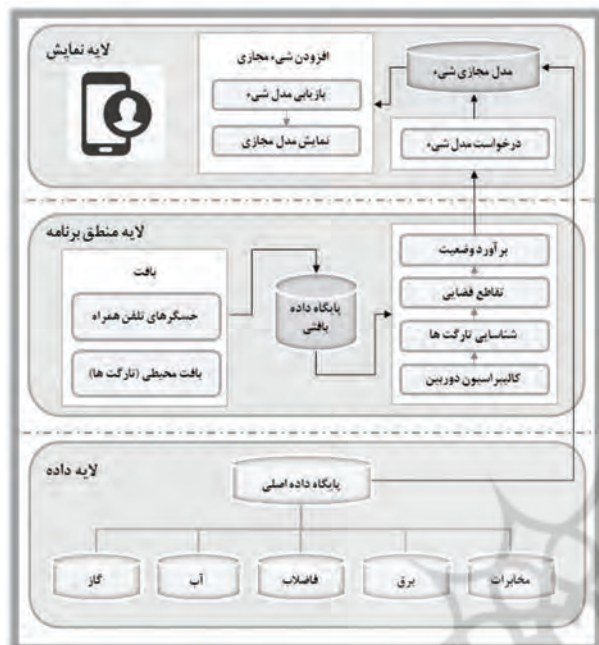 لایه نمایش
مدل مجازی شیء
درخواست مدل شیء
افزودن شیء مجازی
بازیابی مدل شیء
نمایش مدل مجازی
لایه منطق برنامه
برآورد وضعیت
تقاطع فضایی
شناسایی تارگت ها
کالیبراسیون دوربین
پایگاه داده
بافتی
بافت
حسگرهای تلفن همراه
بافت محیطی (تارگت ها)
لایه داده
پایگاه داده اصلی
مخابرات
برق
فاضلاب
آب
گاز